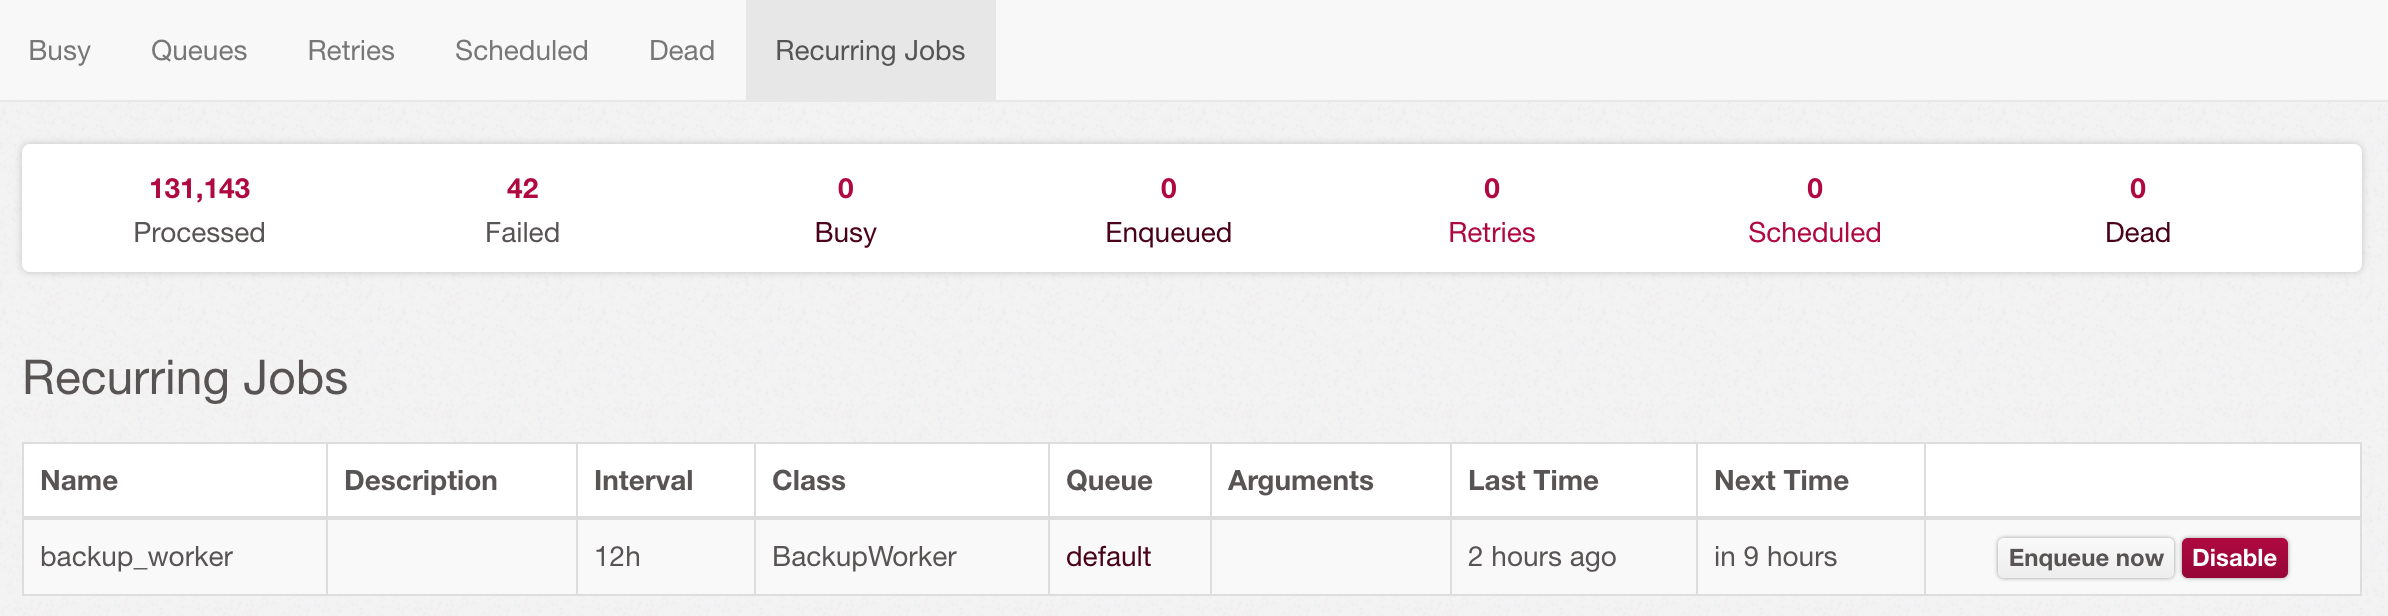 Busy Queues Retries Scheduled Dead Recurring Jobs
131,143 42 0 0 0 0 0
Processed Failed Busy Enqueued Retries Scheduled Dead
Recurring Jobs
Name Description Interval Class Queue Arguments Last Time Next Time
backup_worker 12h BackupWorker default 2 hours ago in 9 hours Enqueue now Disable